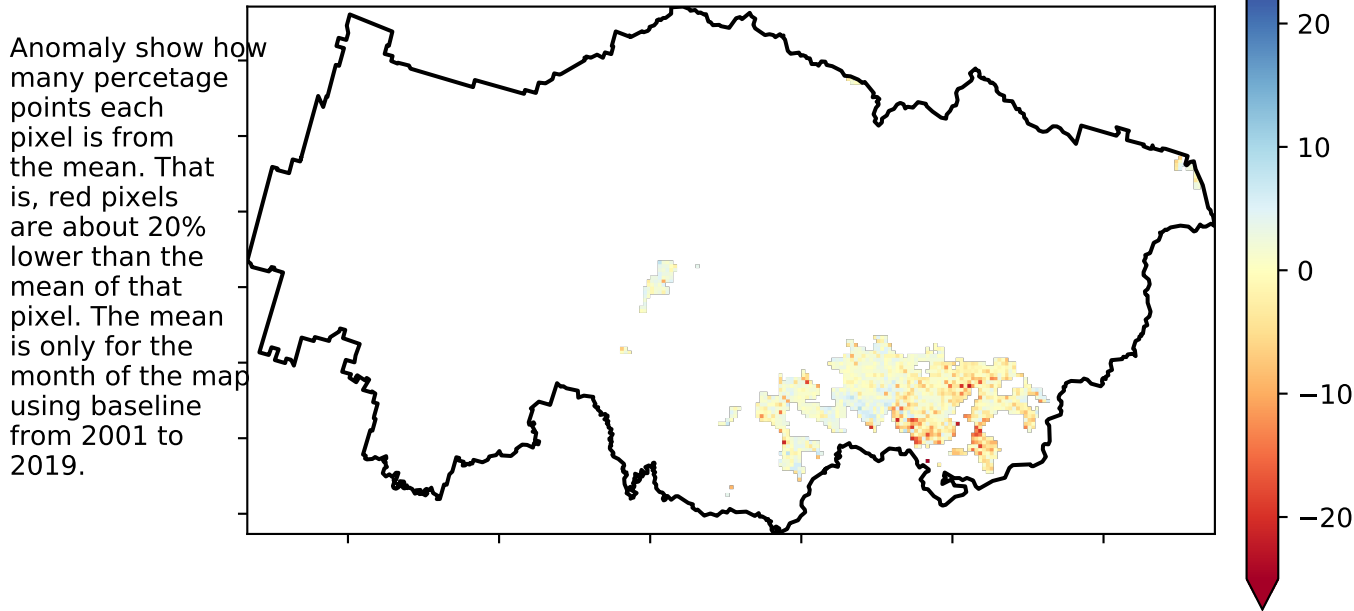 Anomaly show how
many percetage
points each
pixel is from
the mean. That
is, red pixels
are about 20%
lower than the
mean of that
pixel. The mean
is only for the
month of the map
using baseline
from 2001 to
2019.
20
10
0
−10
−20